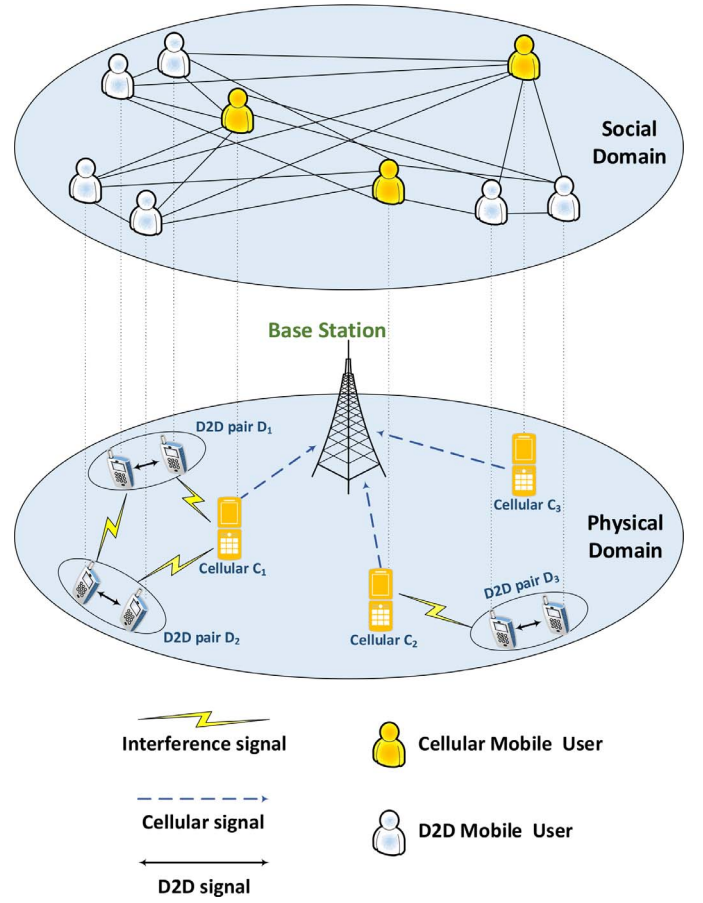 Social
Domain
Base Station
D2D pair D₁
Cellular C₃
Physical
Domain
Cellular C₁
D2D pair D₃
D2D pair D₂
Cellular C₂
Interference signal
Cellular Mobile User
Cellular signal
D2D Mobile User
D2D signal